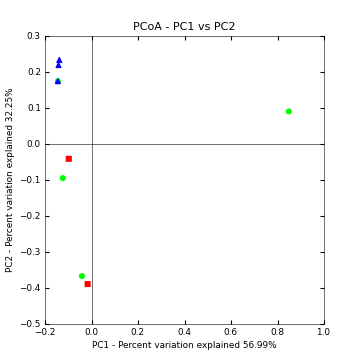 PCoA - PC1 vs PC2
0.3
0.2
0.1
0.0
−0.1
−0.2
−0.3
−0.4
−0.5
PC2 - Percent variation explained 32.25%
−0.2 0.0 0.2 0.4 0.6 0.8 1.0
PC1 - Percent variation explained 56.99%